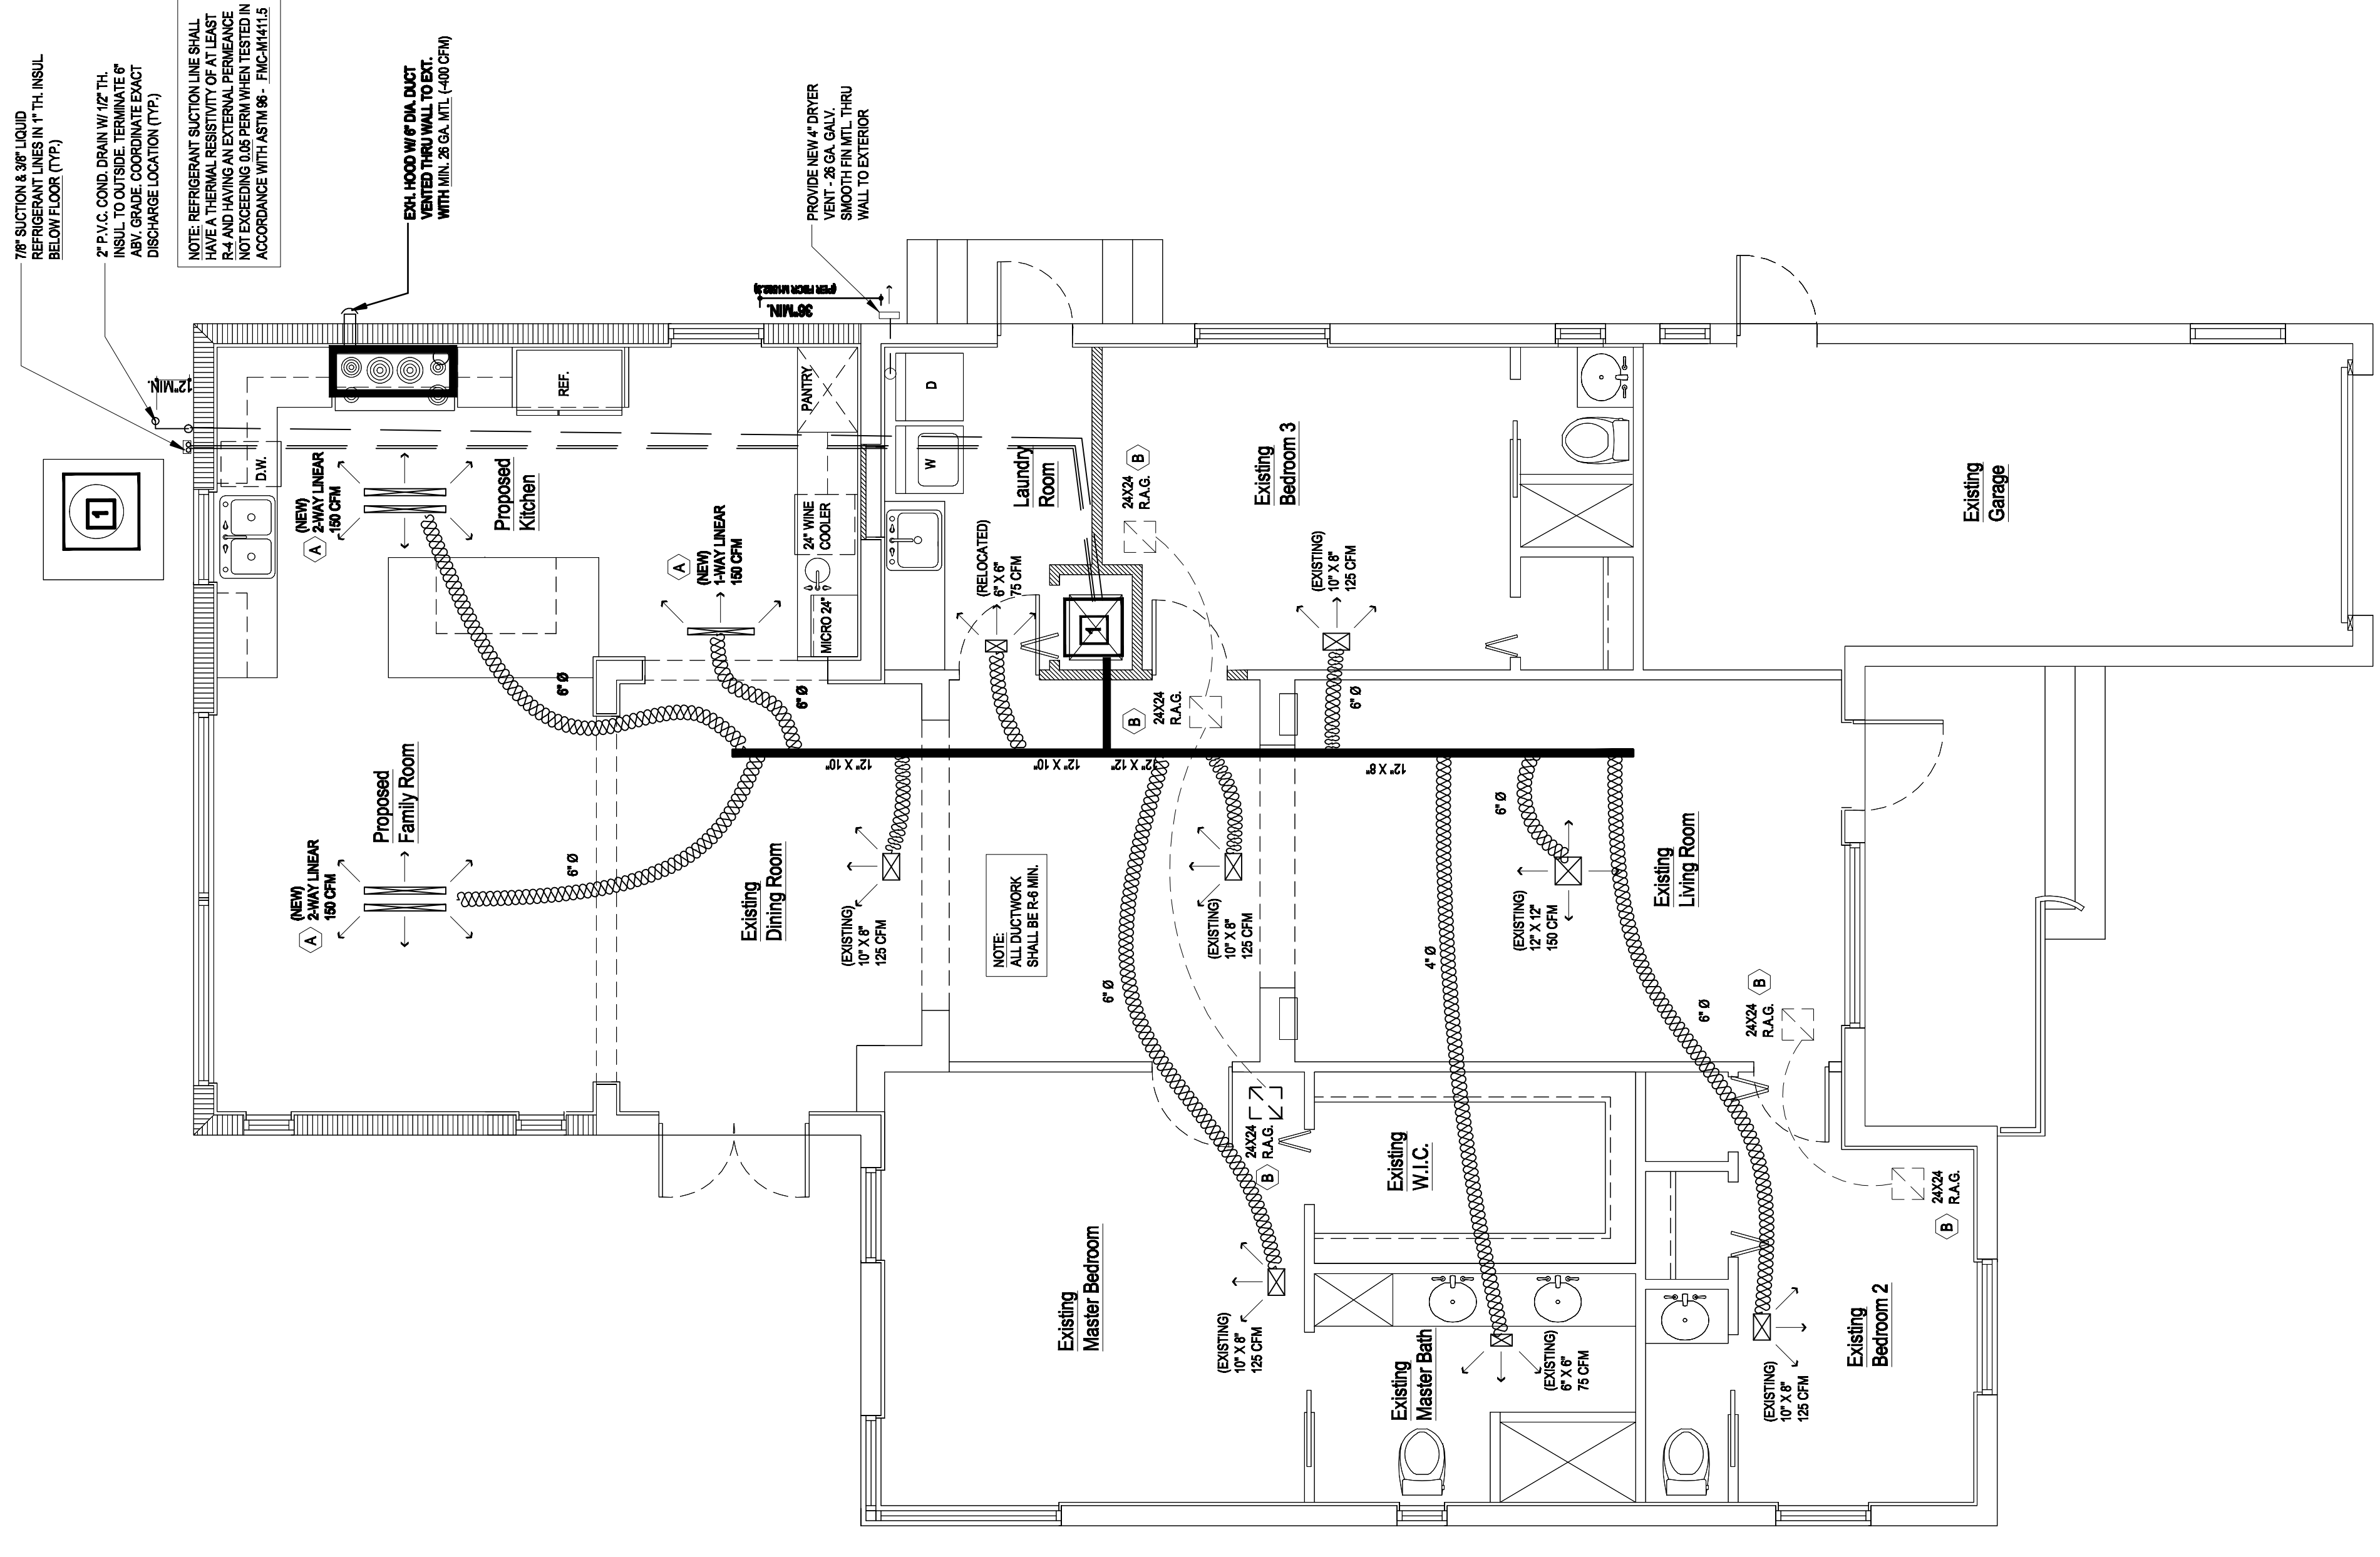 7/8" SUCTION & 3/8" LIQUID
REFRIGERANT LINES IN 1" TH. INSUL
BELOW FLOOR (TYP.)
2" P.V.C. COND. DRAIN W/ 1/2" TH.
INSUL TO OUTSIDE. TERMINATE 6"
ABV. GRADE. COORDINATE EXACT
DISCHARGE LOCATION (TYP.)
NOTE: REFRIGERANT SUCTION LINE SHALL
HAVE A THERMAL RESISTIVITY OF AT LEAST
R-4 AND HAVING AN EXTERNAL PERMEANCE
NOT EXCEEDING 0.05 PERM WHEN TESTED IN
ACCORDANCE WITH ASTM 96 - FMC-M1411.5
EXH. HOOD W/ 6" DIA. DUCT
VENTED THRU WALL TO EXT.
WITH MIN. 26 GA. MTL (-400 CFM)
PROVIDE NEW 4" DRYER
VENT - 26 GA. GALV.
SMOOTH FIN MTL. THRU
WALL TO EXTERIOR
12" MIN.
36" MIN.
(PER FBCR M1502.3)
1
D.W.
REF.
PANTRY
24" WINE
COOLER
MICRO 24"
D
W
(NEW)
2-WAY LINEAR
150 CFM
A
Proposed
Kitchen
(NEW)
1-WAY LINEAR
150 CFM
A
Laundry
Room
(RELOCATED)
6" X 6"
75 CFM
1
24X24
R.A.G.
B
Existing
Bedroom 3
(EXISTING)
10" X 8"
125 CFM
Existing
Garage
6" Ø
6" Ø
6" Ø
24X24
R.A.G.
B
12" X 10"
12" X 10"
12" X 12"
12" X 8"
Proposed
Family Room
(NEW)
2-WAY LINEAR
150 CFM
A
6" Ø
Existing
Dining Room
(EXISTING)
10" X 8"
125 CFM
NOTE:
ALL DUCTWORK
SHALL BE R-6 MIN.
(EXISTING)
10" X 8"
125 CFM
6" Ø
(EXISTING)
12" X 12"
150 CFM
Existing
Living Room
6" Ø
4" Ø
6" Ø
24X24
R.A.G.
B
24X24
R.A.G.
B
Existing
W.I.C.
24X24
R.A.G.
B
Existing
Master Bedroom
(EXISTING)
10" X 8"
125 CFM
Existing
Master Bath
(EXISTING)
6" X 6"
75 CFM
(EXISTING)
10" X 8"
125 CFM
Existing
Bedroom 2